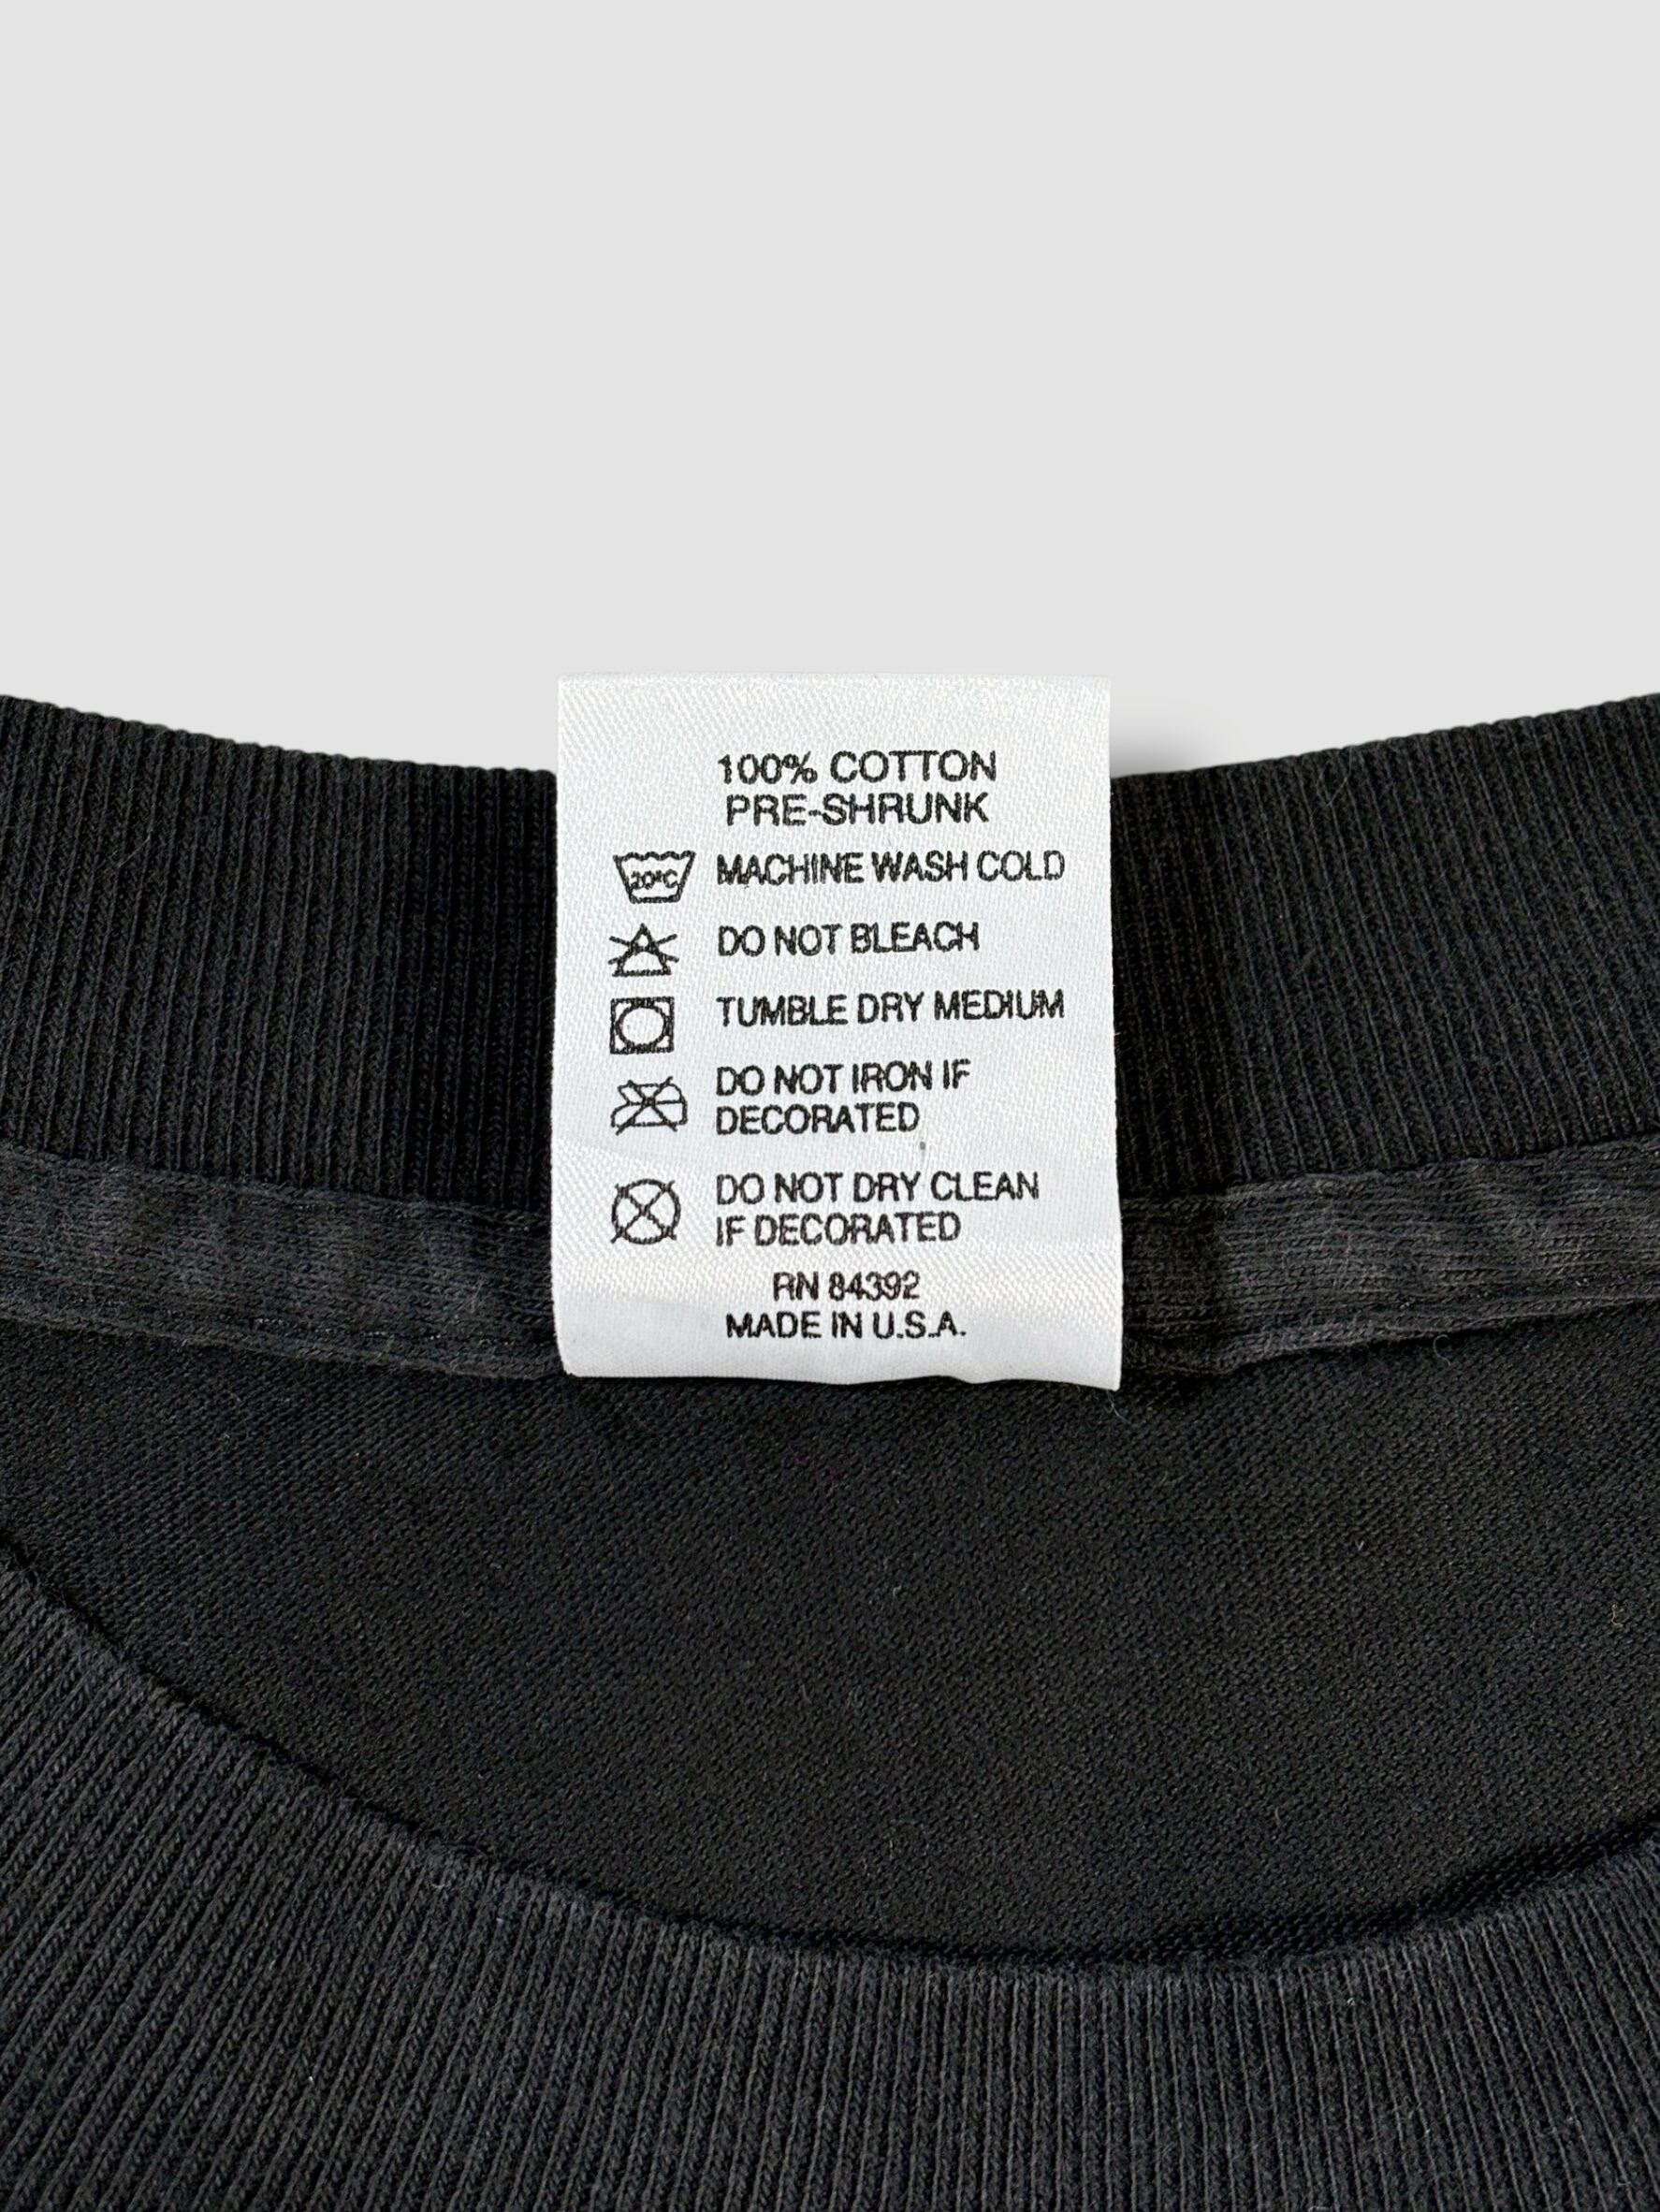 100% COTTON
PRE-SHRUNK
20°C MACHINE WASH COLD
DO NOT BLEACH
TUMBLE DRY MEDIUM
DO NOT IRON IF
DECORATED
DO NOT DRY CLEAN
IF DECORATED
RN 84392
MADE IN U.S.A.